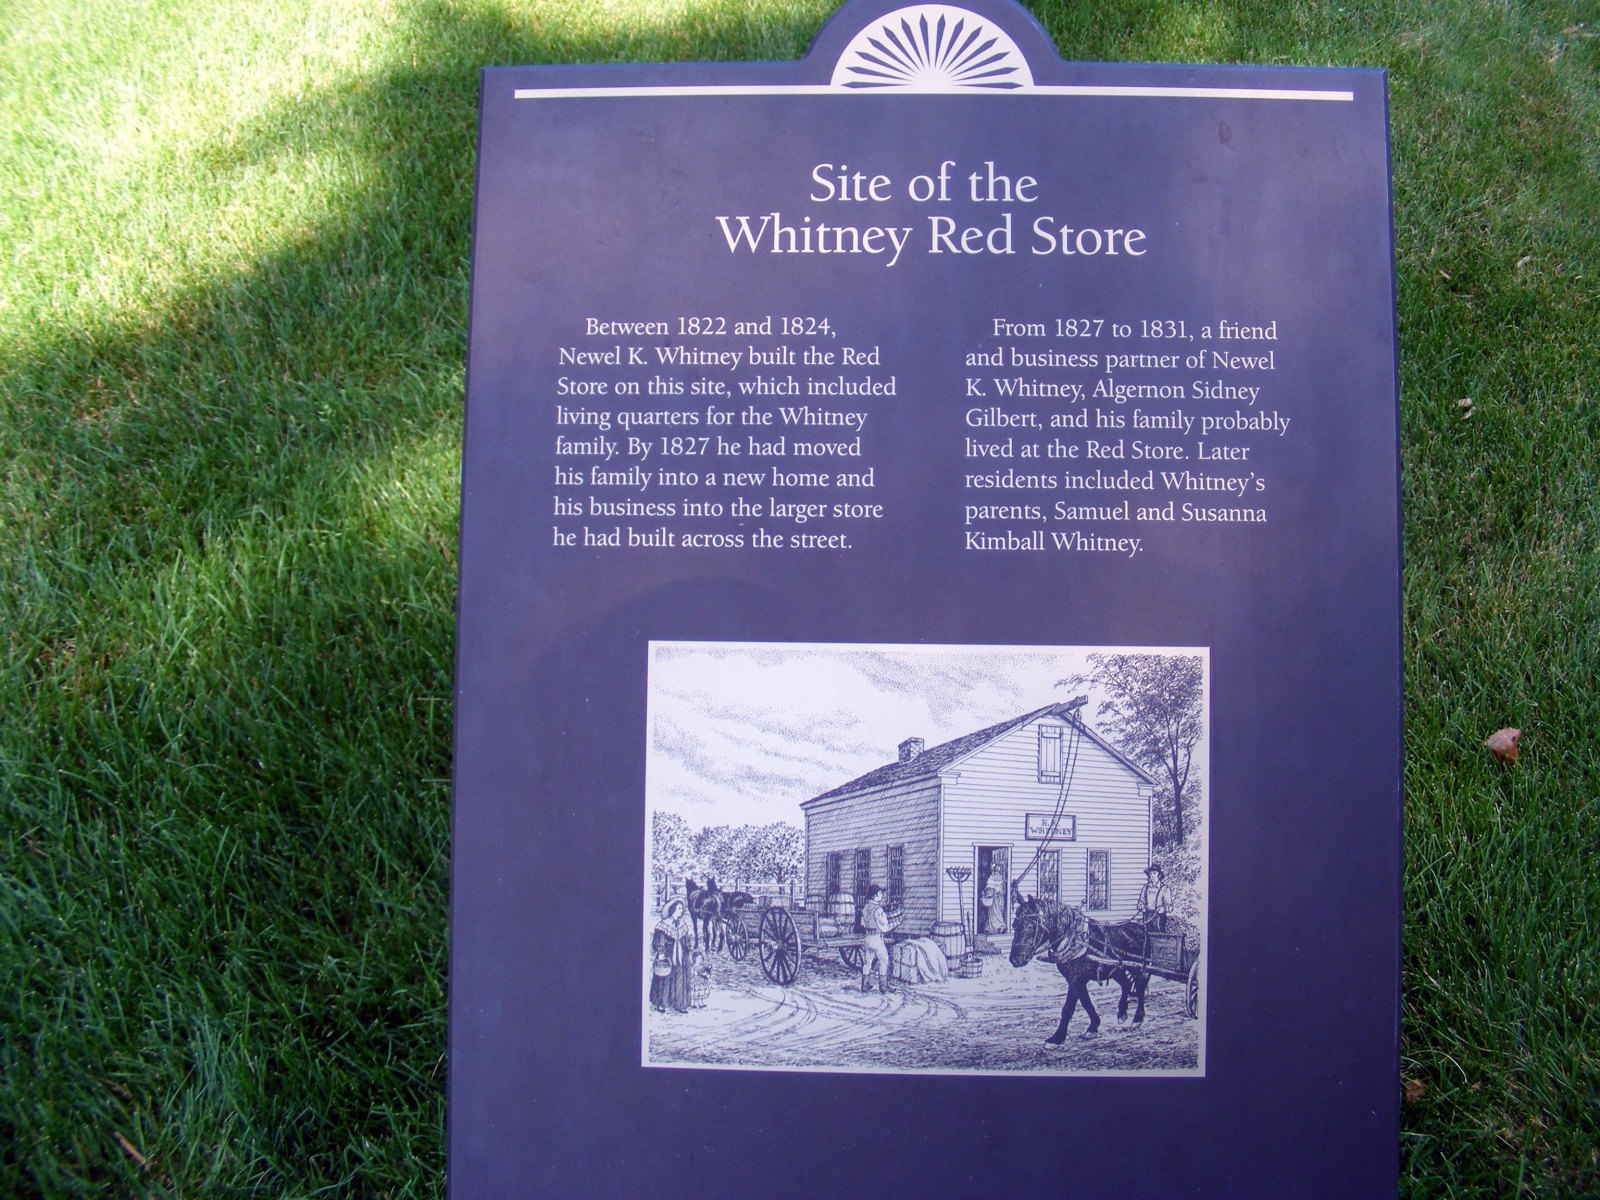 Site of the
Whitney Red Store
Between 1822 and 1824,
Newel K. Whitney built the Red
Store on this site, which included
living quarters for the Whitney
family. By 1827 he had moved
his family into a new home and
his business into the larger store
he had built across the street.
From 1827 to 1831, a friend
and business partner of Newel
K. Whitney, Algernon Sidney
Gilbert, and his family probably
lived at the Red Store. Later
residents included Whitney's
parents, Samuel and Susanna
Kimball Whitney.
N. K.
WHITNEY